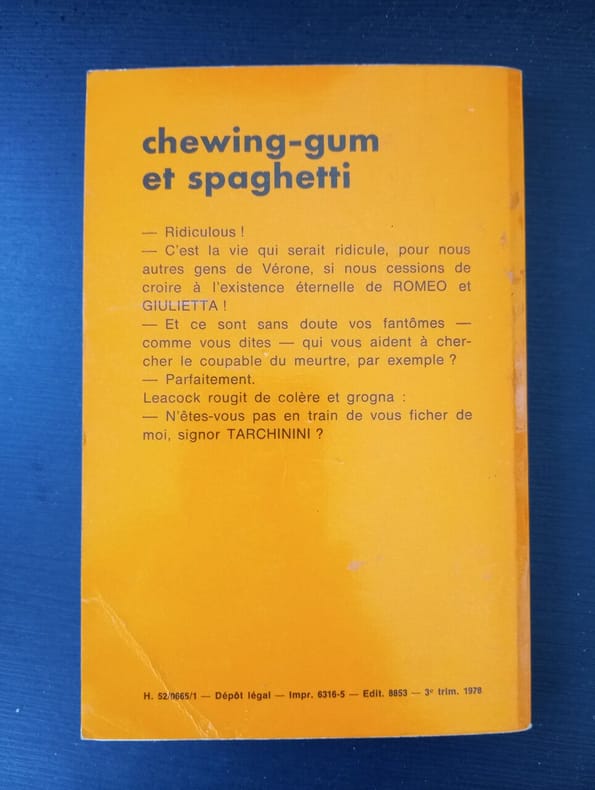 chewing-gum
et spaghetti
— Ridiculous !
— C'est la vie qui serait ridicule, pour nous
autres gens de Vérone, si nous cessions de
croire à l'existence éternelle de ROMEO et
GIULIETTA !
— Et ce sont sans doute vos fantômes —
comme vous dites — qui vous aident à cher-
cher le coupable du meurtre, par exemple ?
— Parfaitement.
Leacock rougit de colère et grogna :
— N'êtes-vous pas en train de vous ficher de
moi, signor TARCHININI ?
H. 52/0665/1 — Dépôt légal — Impr. 6316-5 — Edit. 8853 — 3e trim. 1978